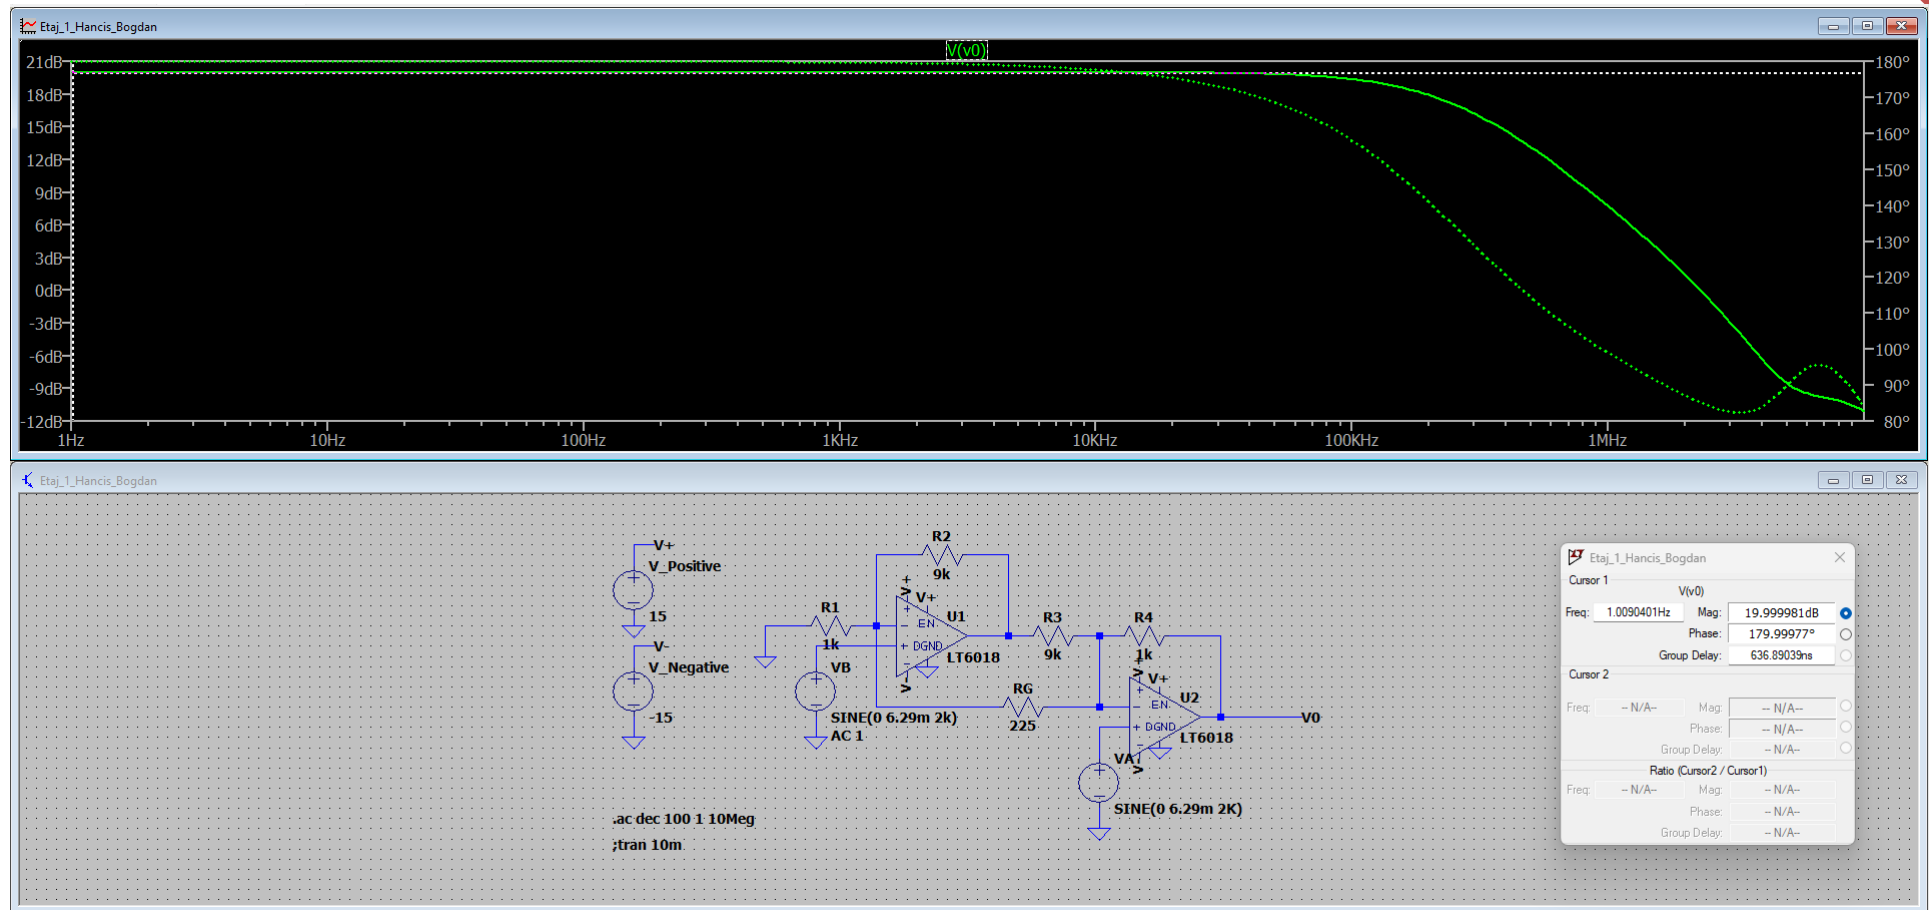 Etaj_1_Hancis_Bogdan
V(v0)
21dB
18dB
15dB
12dB
9dB
6dB
3dB
0dB
-3dB
-6dB
-9dB
-12dB
180°
170°
160°
150°
140°
130°
120°
110°
100°
90°
80°
1Hz 10Hz 100Hz 1KHz 10KHz 100KHz 1MHz
Etaj_1_Hancis_Bogdan
V+
V_Positive
15
V-
V_Negative
-15
R2
9k
R1
1k
V+
V+
EN
DGND
V-
U1
LT6018
VB
SINE(0 6.29m 2k)
AC 1
R3
9k
R4
1k
RG
225
V+
V+
EN
DGND
V-
U2
LT6018
V0
VA
SINE(0 6.29m 2K)
.ac dec 100 1 10Meg
;tran 10m
Etaj_1_Hancis_Bogdan
Cursor 1
V(v0)
Freq: 1.0090401Hz Mag: 19.999981dB
Phase: 179.99977°
Group Delay: 636.89039ns
Cursor 2
Freq: -- N/A-- Mag: -- N/A--
Phase: -- N/A--
Group Delay: -- N/A--
Ratio (Cursor2 / Cursor1)
Freq: -- N/A-- Mag: -- N/A--
Phase: -- N/A--
Group Delay: -- N/A--